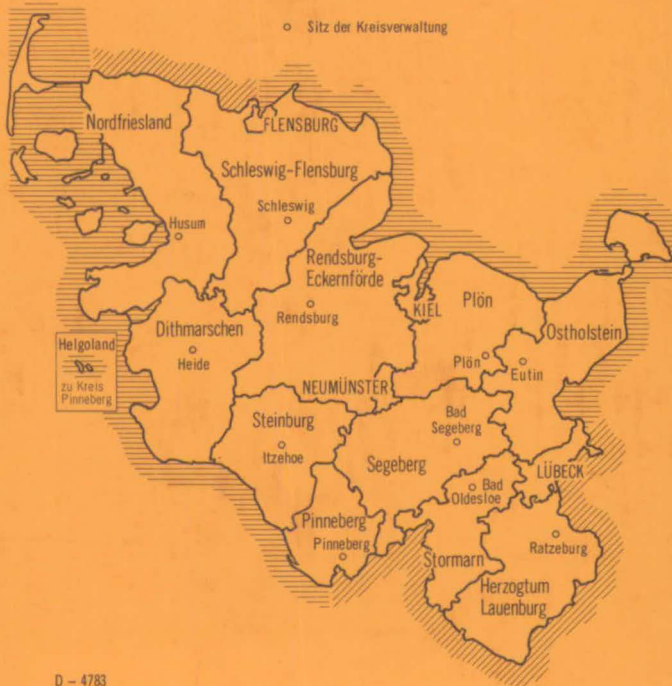 Sitz der Kreisverwaltung
Nordfriesland
FLENSBURG
Schleswig-Flensburg
Schleswig
Husum
Rendsburg-
Eckernförde
Rendsburg
KIEL
Plön
Ostholstein
Dithmarschen
Heide
Helgoland
zu Kreis
Pinneberg
Plön
Eutin
NEUMÜNSTER
Steinburg
Itzehoe
Bad
Segeberg
Segeberg
LÜBECK
Bad
Oldesloe
Pinneberg
Pinneberg
Ratzeburg
Stormarn
Herzogtum
Lauenburg
D - 4783